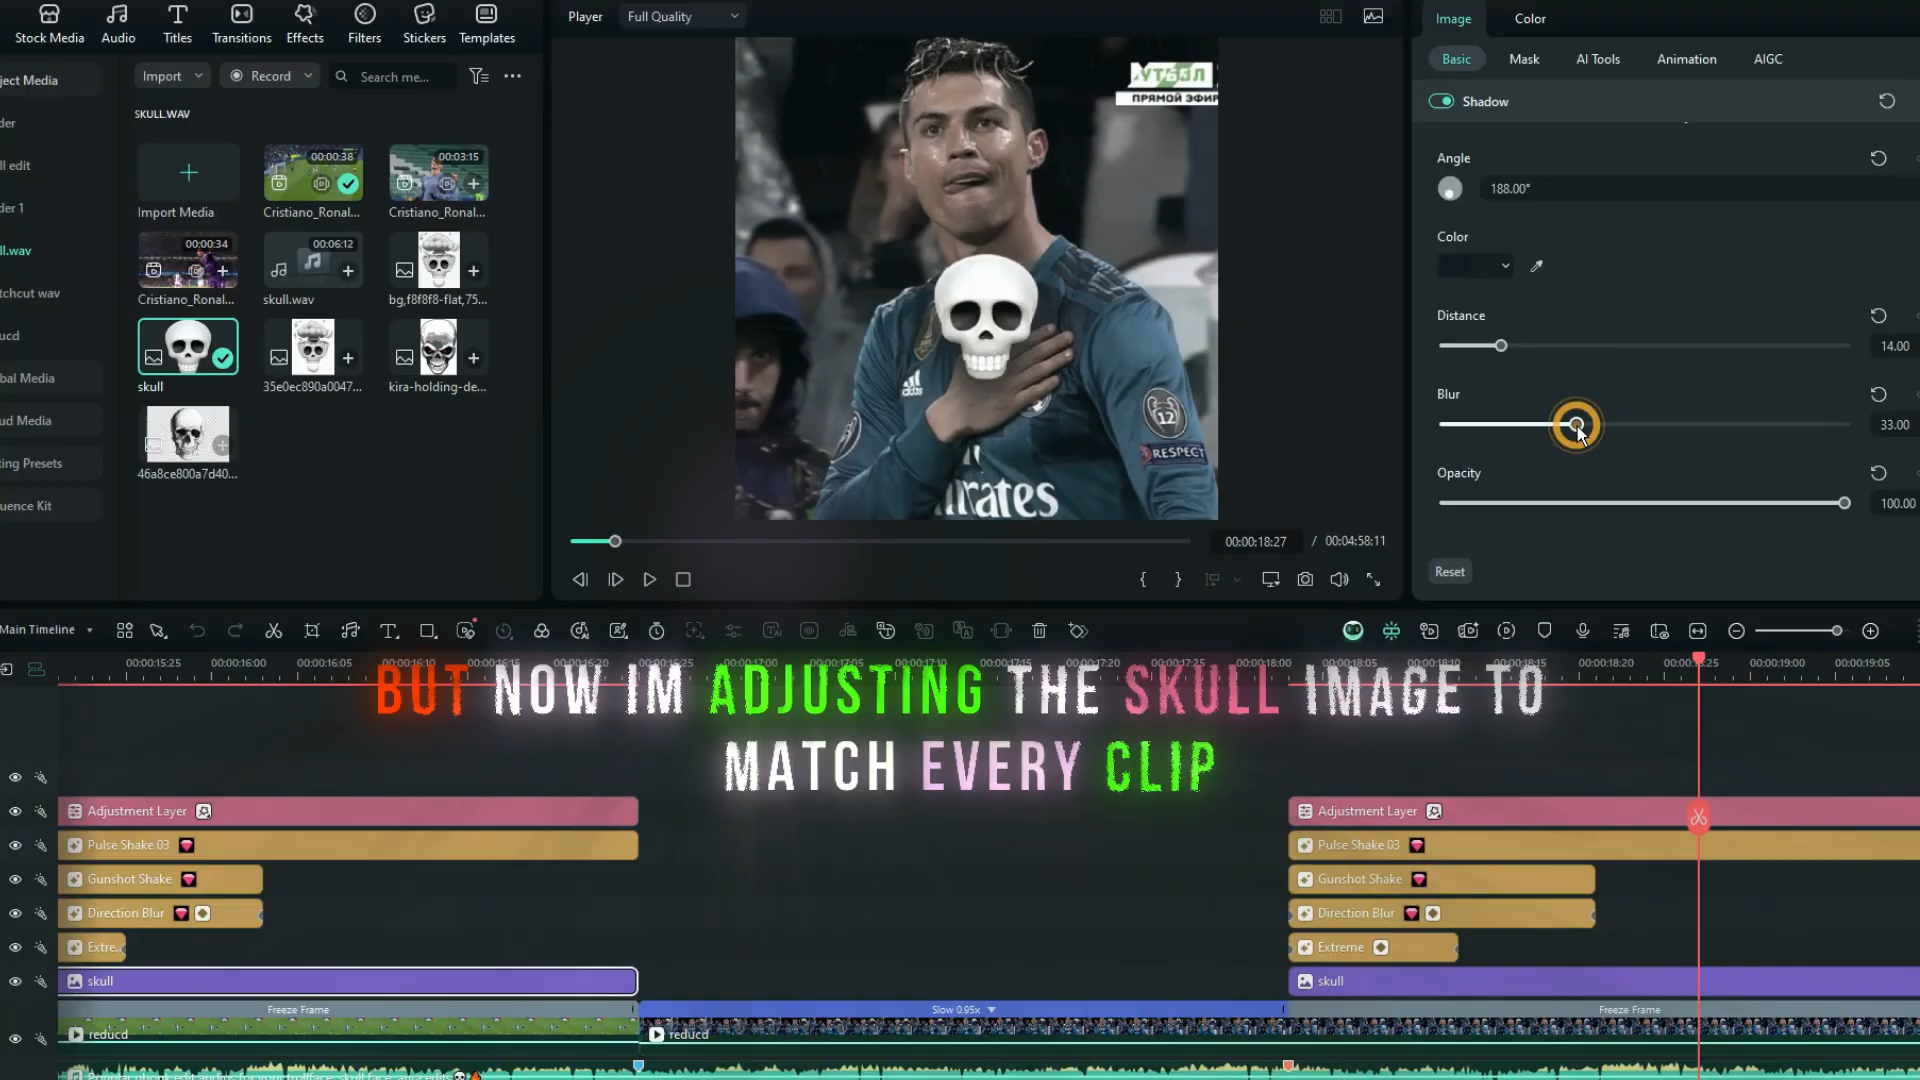 Stock Media
Audio
Titles
Transitions
Effects
Filters
Stickers
Templates
ject Media
der
ll edit
der 1
ll.wav
tchcut wav
ucd
bal Media
ud Media
ting Presets
uence Kit
Import
Record
Search me...
SKULL.WAV
Import Media
00:00:38
Cristiano_Ronal...
00:03:15
Cristiano_Ronal...
00:00:34
Cristiano_Ronal...
00:06:12
skull.wav
bg,f8f8f8-flat,75...
skull
35e0ec890a0047...
kira-holding-de...
46a8ce800a7d40...
Player
Full Quality
УТБОЛ
ПРЯМОЙ ЭФИР
adidas
12
RESPECT
mirates
00:00:18:27 / 00:04:58:11
Image
Color
Basic
Mask
AI Tools
Animation
AIGC
Shadow
Angle
188.00°
Color
Distance
14.00
Blur
33.00
Opacity
100.00
Reset
Main Timeline
00:00:15:25 00:00:16:00 00:00:16:05 00:00:16:10 00:00:16:15 00:00:16:20 00:00:16:25 00:00:17:00 00:00:17:05 00:00:17:10 00:00:17:15 00:00:17:20 00:00:17:25 00:00:18:00 00:00:18:05 00:00:18:10 00:00:18:15 00:00:18:20 00:00:18:25 00:00:19:00 00:00:19:05
BUT NOW IM ADJUSTING THE SKULL IMAGE TO
MATCH EVERY CLIP
Adjustment Layer
Adjustment Layer
Pulse Shake 03
Pulse Shake 03
Gunshot Shake
Gunshot Shake
Direction Blur
Direction Blur
Extre..
Extreme
skull
skull
Freeze Frame
Slow 0.95x
Freeze Frame
reducd
reducd